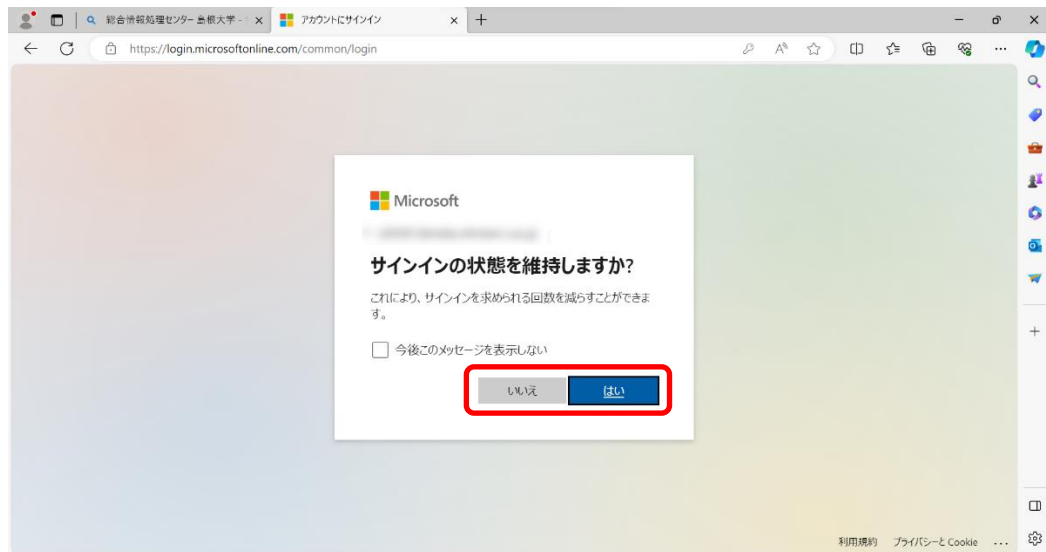 総合情報処理センター 島根大学 -
アカウントにサインイン
https://login.microsoftonline.com/common/login
Microsoft
サインインの状態を維持しますか?
これにより、サインインを求められる回数を減らすことができま
す。
今後このメッセージを表示しない
いいえ はい
利用規約 プライバシーと Cookie ...